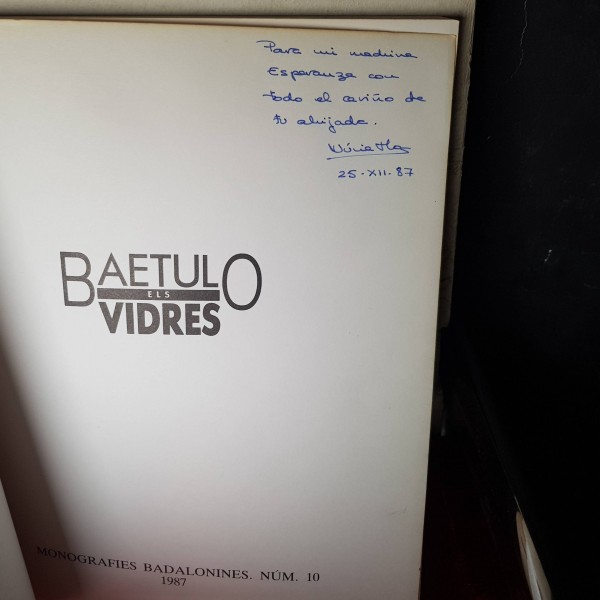 Para mi madrina
Esperanza con
todo el cariño de
tu ahijada.
Núria
25-XII-87
BAETULO
ELS
VIDRES
MONOGRAFIES BADALONINES. NÚM. 10
1987